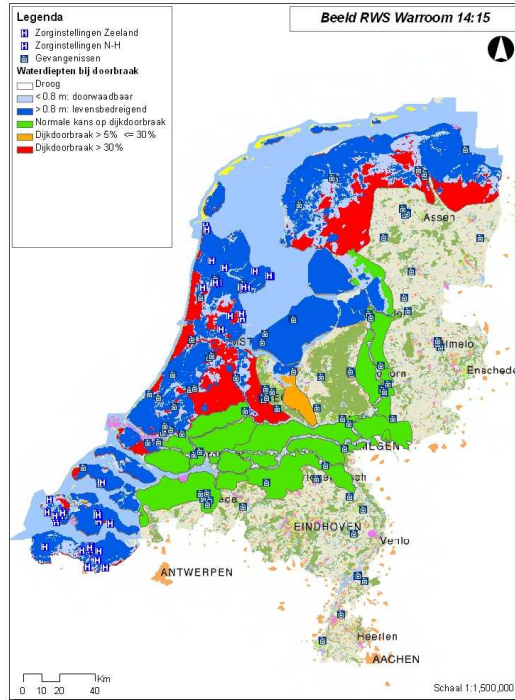 Beeld RWS Warroom 14:15
Legenda
H Zorginstellingen Zeeland
H Zorginstellingen N-H
Gevangenissen
Waterdiepten bij doorbraak
Droog
< 0.8 m: doorwaadbaar
> 0.8 m: levensbedreigend
Normale kans op dijkdoorbraak
Dijkdoorbraak > 5% <= 30%
Dijkdoorbraak > 30%
Assen
Enschede
EINDHOVEN
Venlo
ANTWERPEN
Heerlen
AACHEN
Km
0 10 20 40
Schaal 1:1,500,000